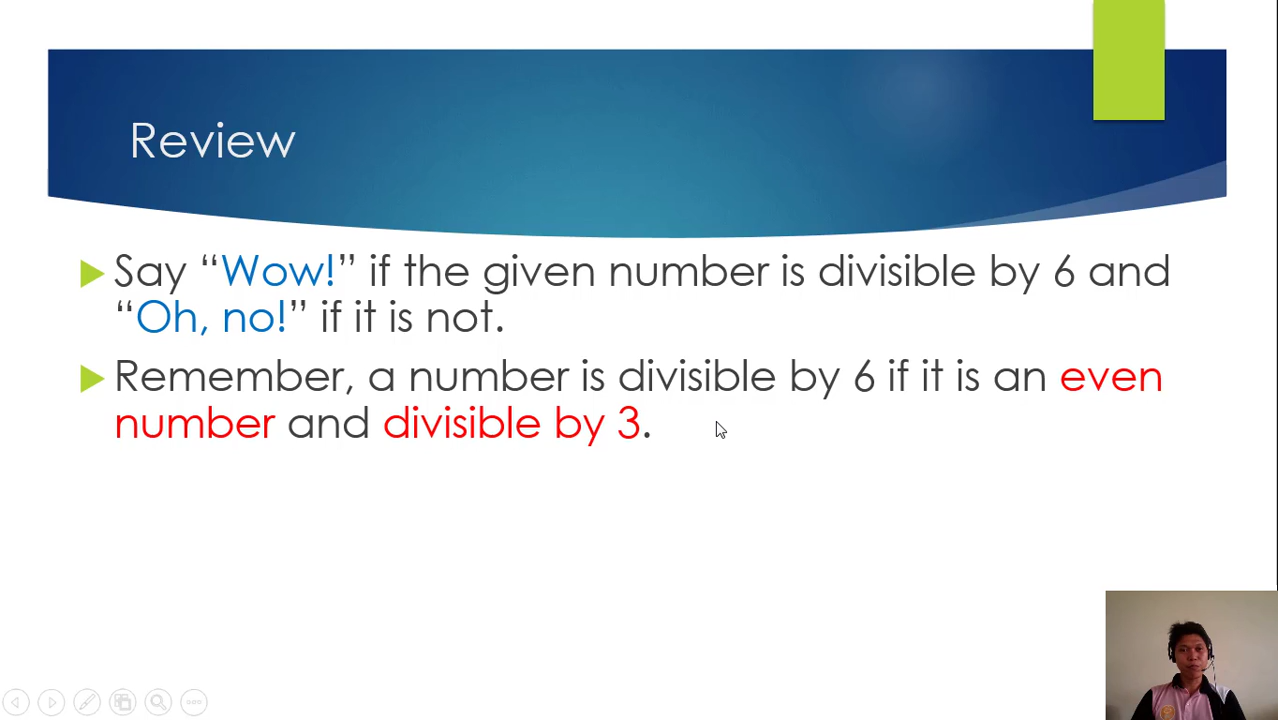 Review
Say “Wow!” if the given number is divisible by 6 and
“Oh, no!” if it is not.
Remember, a number is divisible by 6 if it is an even
number and divisible by 3.